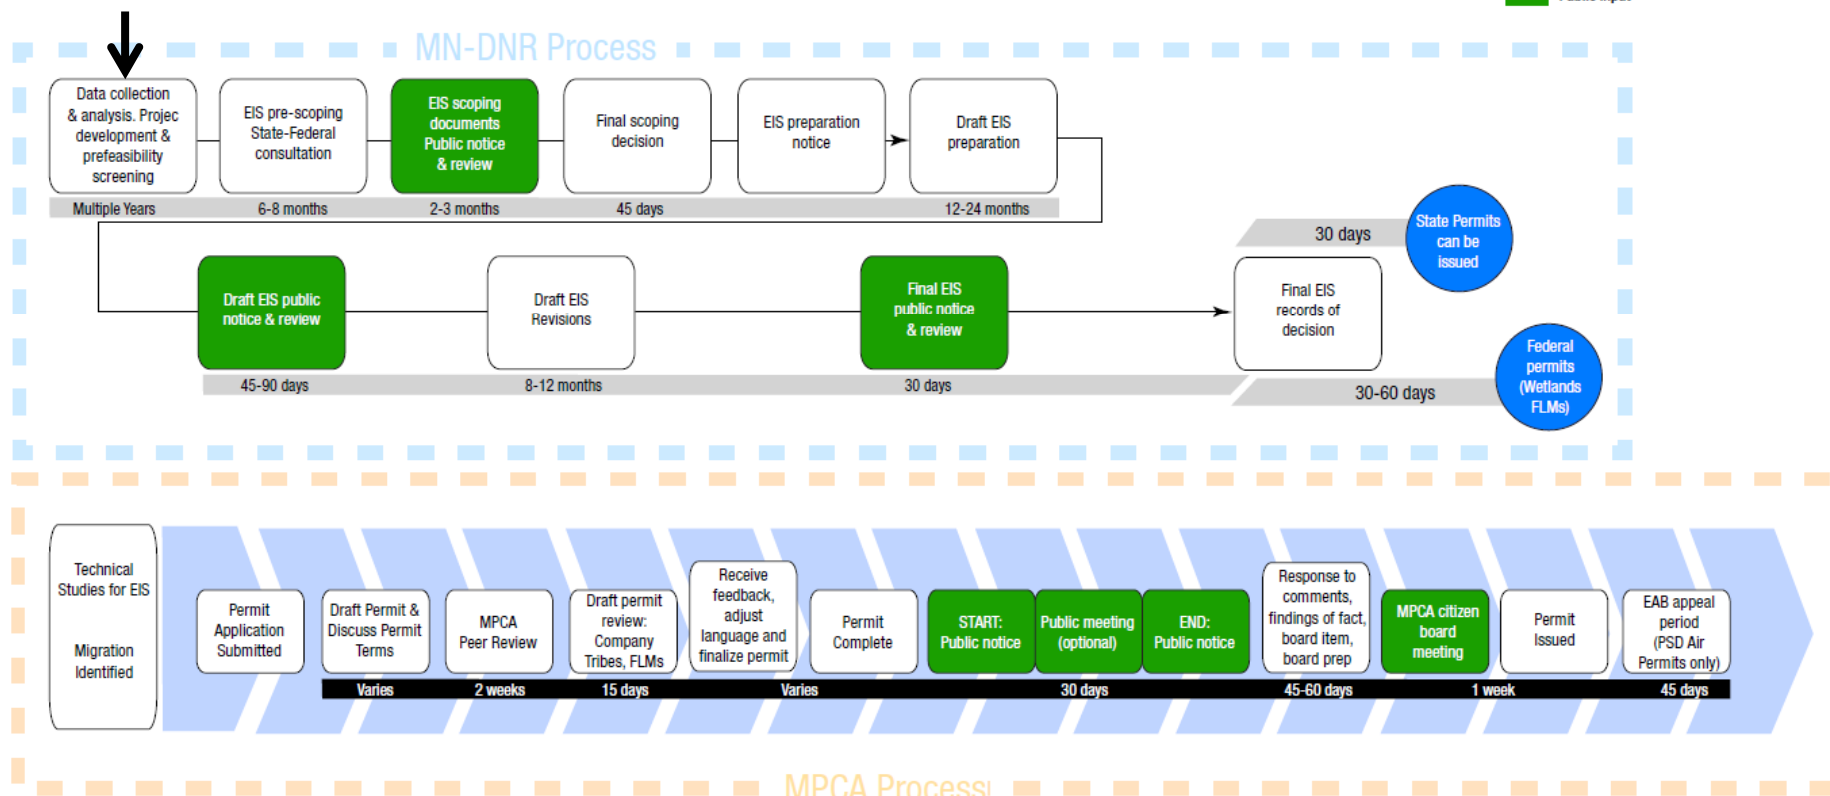 MN-DNR Process
Data collection
& analysis. Projec
development &
prefeasibility
screening
EIS pre-scoping
State-Federal
consultation
EIS scoping
documents
Public notice
& review
Final scoping
decision
EIS preparation
notice
Draft EIS
preparation
Multiple Years
6-8 months
2-3 months
45 days
12-24 months
30 days
State Permits
can be
issued
Draft EIS public
notice & review
Draft EIS
Revisions
Final EIS
public notice
& review
Final EIS
records of
decision
45-90 days
8-12 months
30 days
30-60 days
Federal
permits
(Wetlands
FLMs)
Technical
Studies for EIS
Migration
Identified
Permit
Application
Submitted
Draft Permit &
Discuss Permit
Terms
MPCA
Peer Review
Draft permit
review:
Company
Tribes, FLMs
Receive
feedback,
adjust
language and
finalize permit
Permit
Complete
START:
Public notice
Public meeting
(optional)
END:
Public notice
Response to
comments,
findings of fact,
board item,
board prep
MPCA citizen
board
meeting
Permit
Issued
EAB appeal
period
(PSD Air
Permits only)
Varies
2 weeks
15 days
Varies
30 days
45-60 days
1 week
45 days
MPCA Process